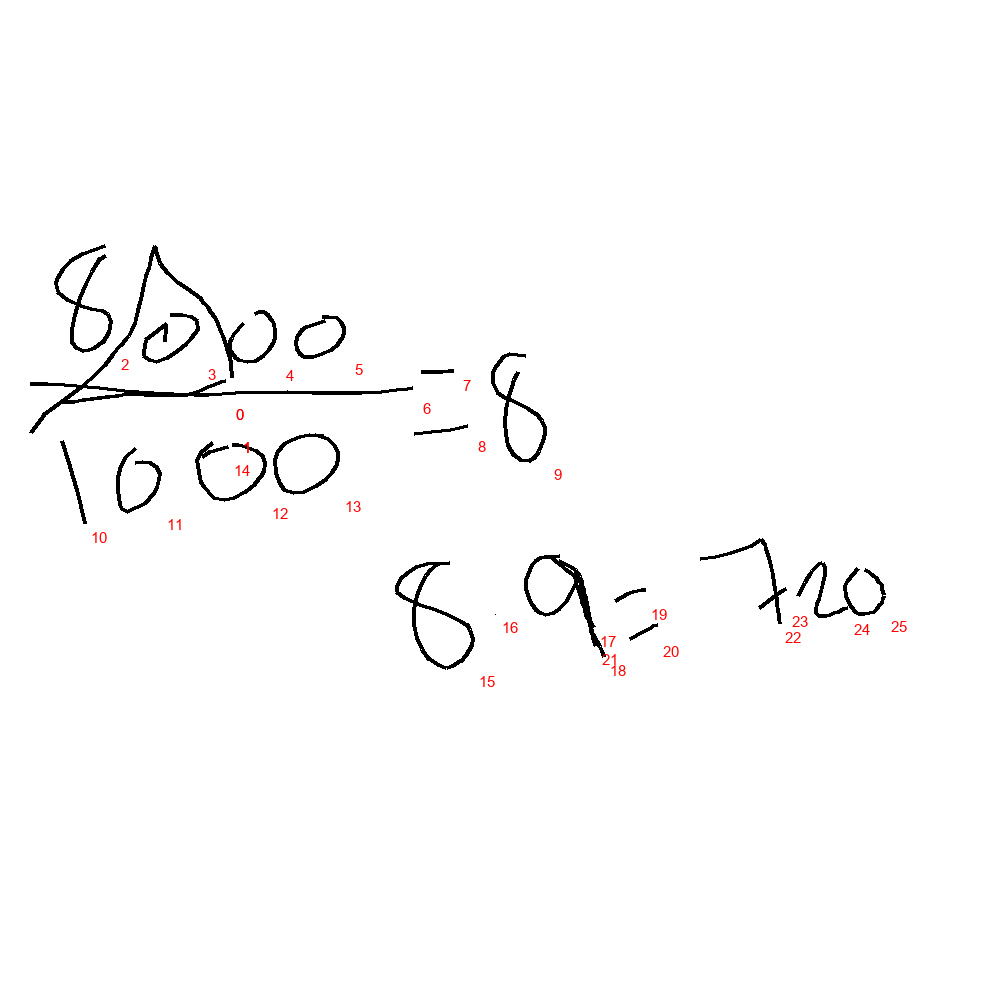 8000/1000 = 8
8 · 9 = 720